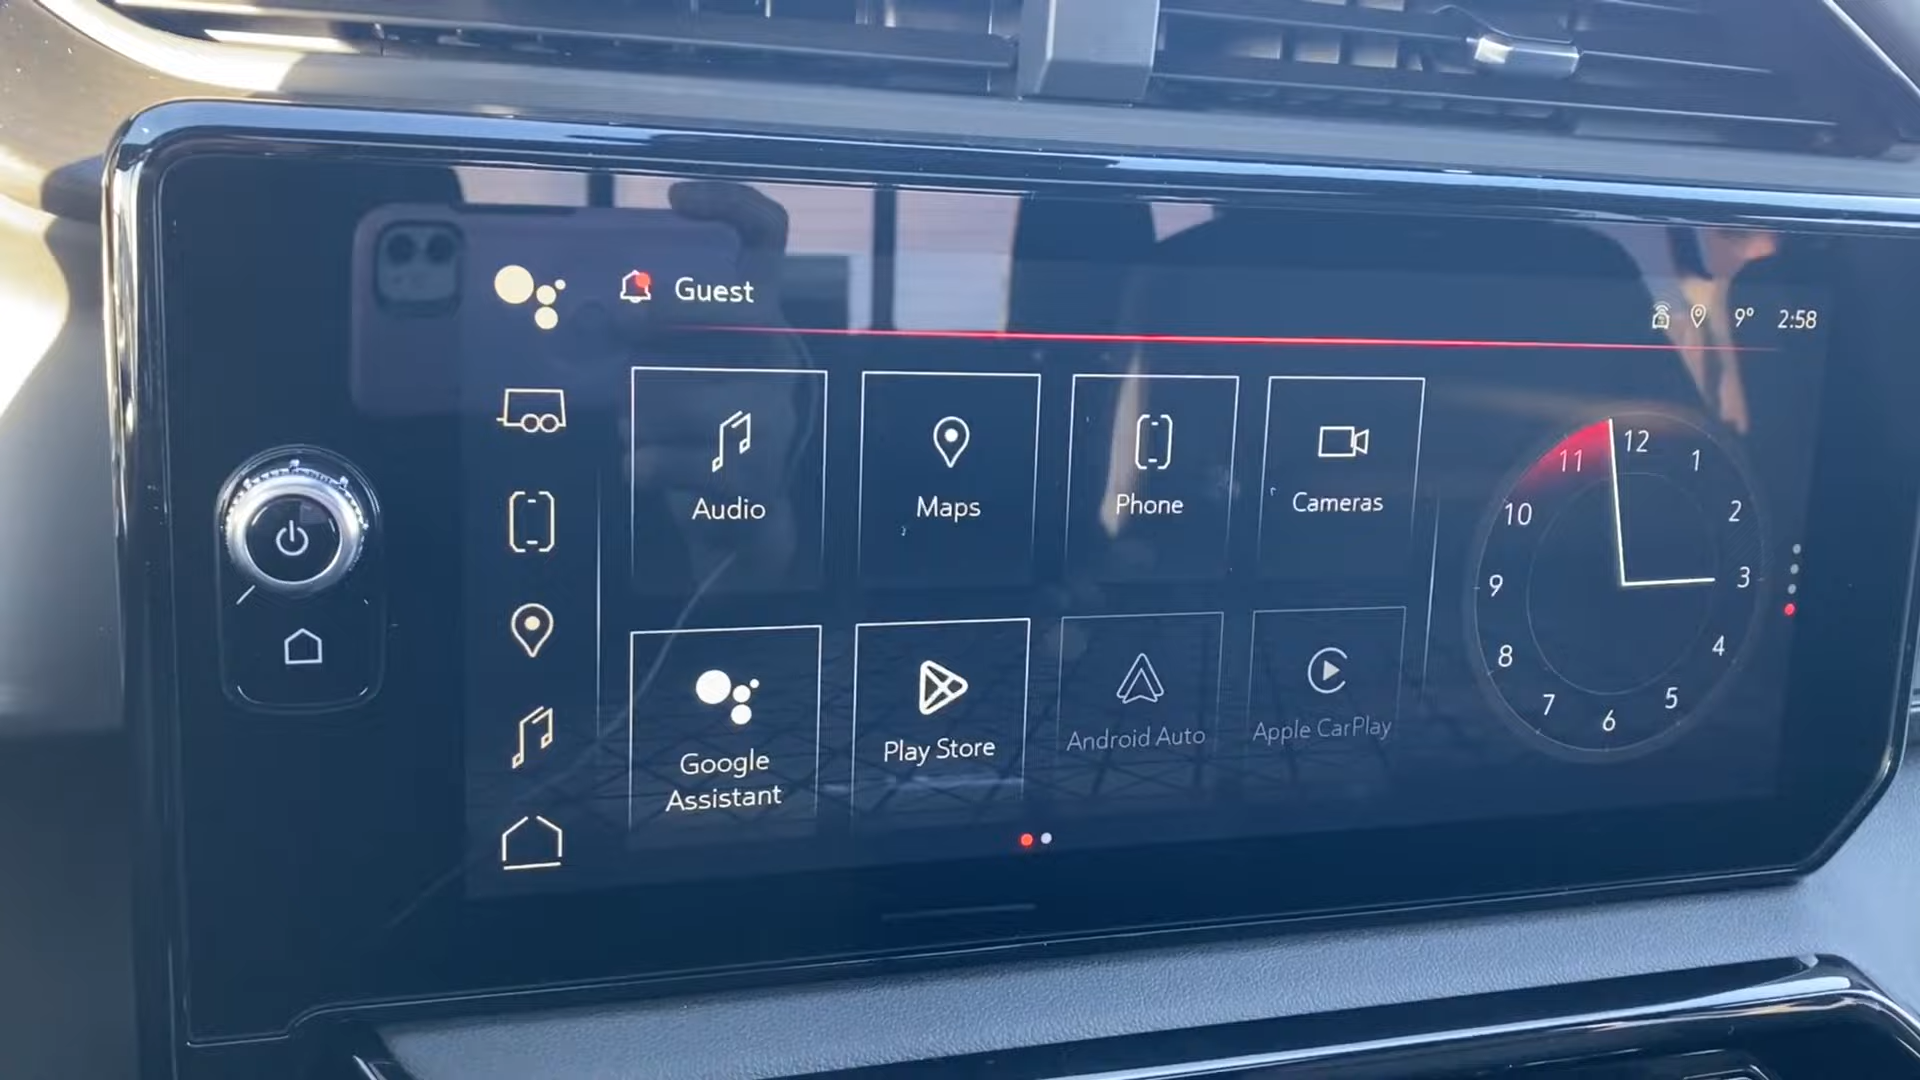 Guest
9° 2:58
Audio
Maps
Phone
Cameras
Google
Assistant
Play Store
Android Auto
Apple CarPlay
12
1
2
3
4
5
6
7
8
9
10
11